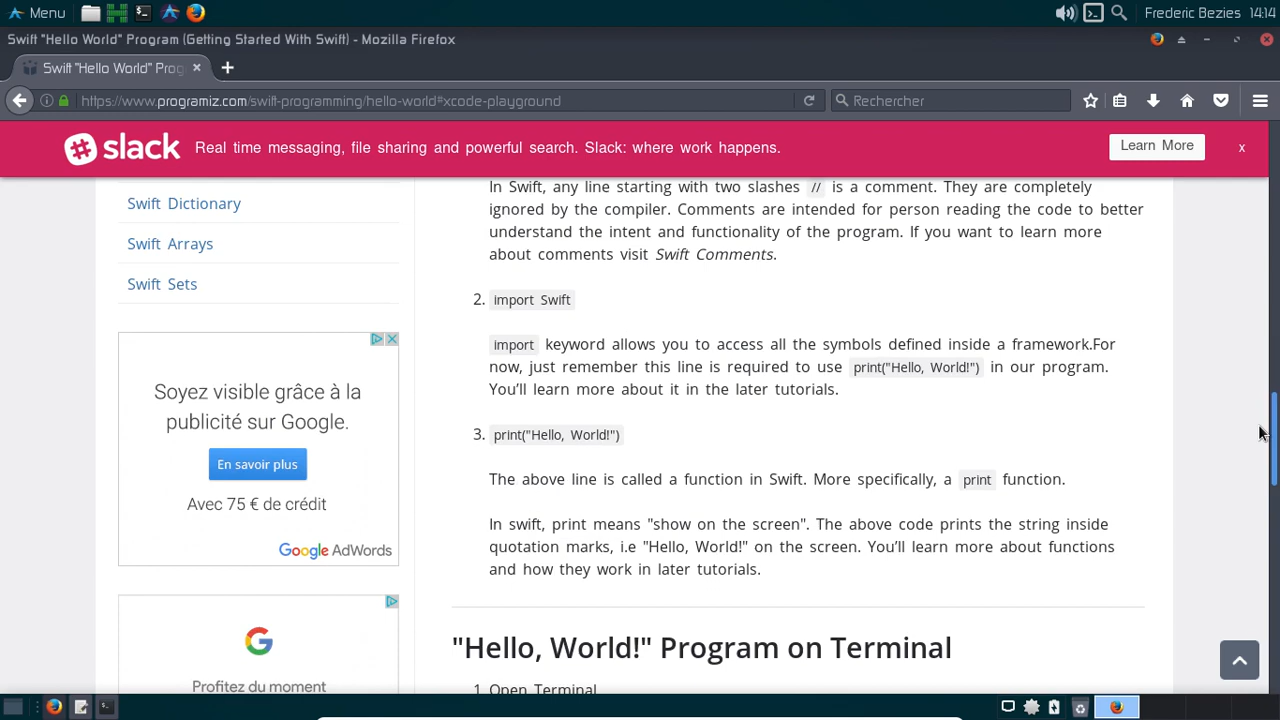 Menu
Frederic Bezies 14:14
Swift "Hello World" Program (Getting Started With Swift) - Mozilla Firefox
Swift "Hello World" Prog
https://www.programiz.com/swift-programming/hello-world#xcode-playground
Rechercher
slack
Real time messaging, file sharing and powerful search. Slack: where work happens.
Learn More
x
Swift Dictionary
Swift Arrays
Swift Sets
Soyez visible grâce à la
publicité sur Google.
En savoir plus
Avec 75 € de crédit
Google AdWords
Profitez du moment
In Swift, any line starting with two slashes // is a comment. They are completely
ignored by the compiler. Comments are intended for person reading the code to better
understand the intent and functionality of the program. If you want to learn more
about comments visit Swift Comments.
2. import Swift
import keyword allows you to access all the symbols defined inside a framework.For
now, just remember this line is required to use print("Hello, World!") in our program.
You'll learn more about it in the later tutorials.
3. print("Hello, World!")
The above line is called a function in Swift. More specifically, a print function.
In swift, print means "show on the screen". The above code prints the string inside
quotation marks, i.e "Hello, World!" on the screen. You'll learn more about functions
and how they work in later tutorials.
"Hello, World!" Program on Terminal
1. Open Terminal